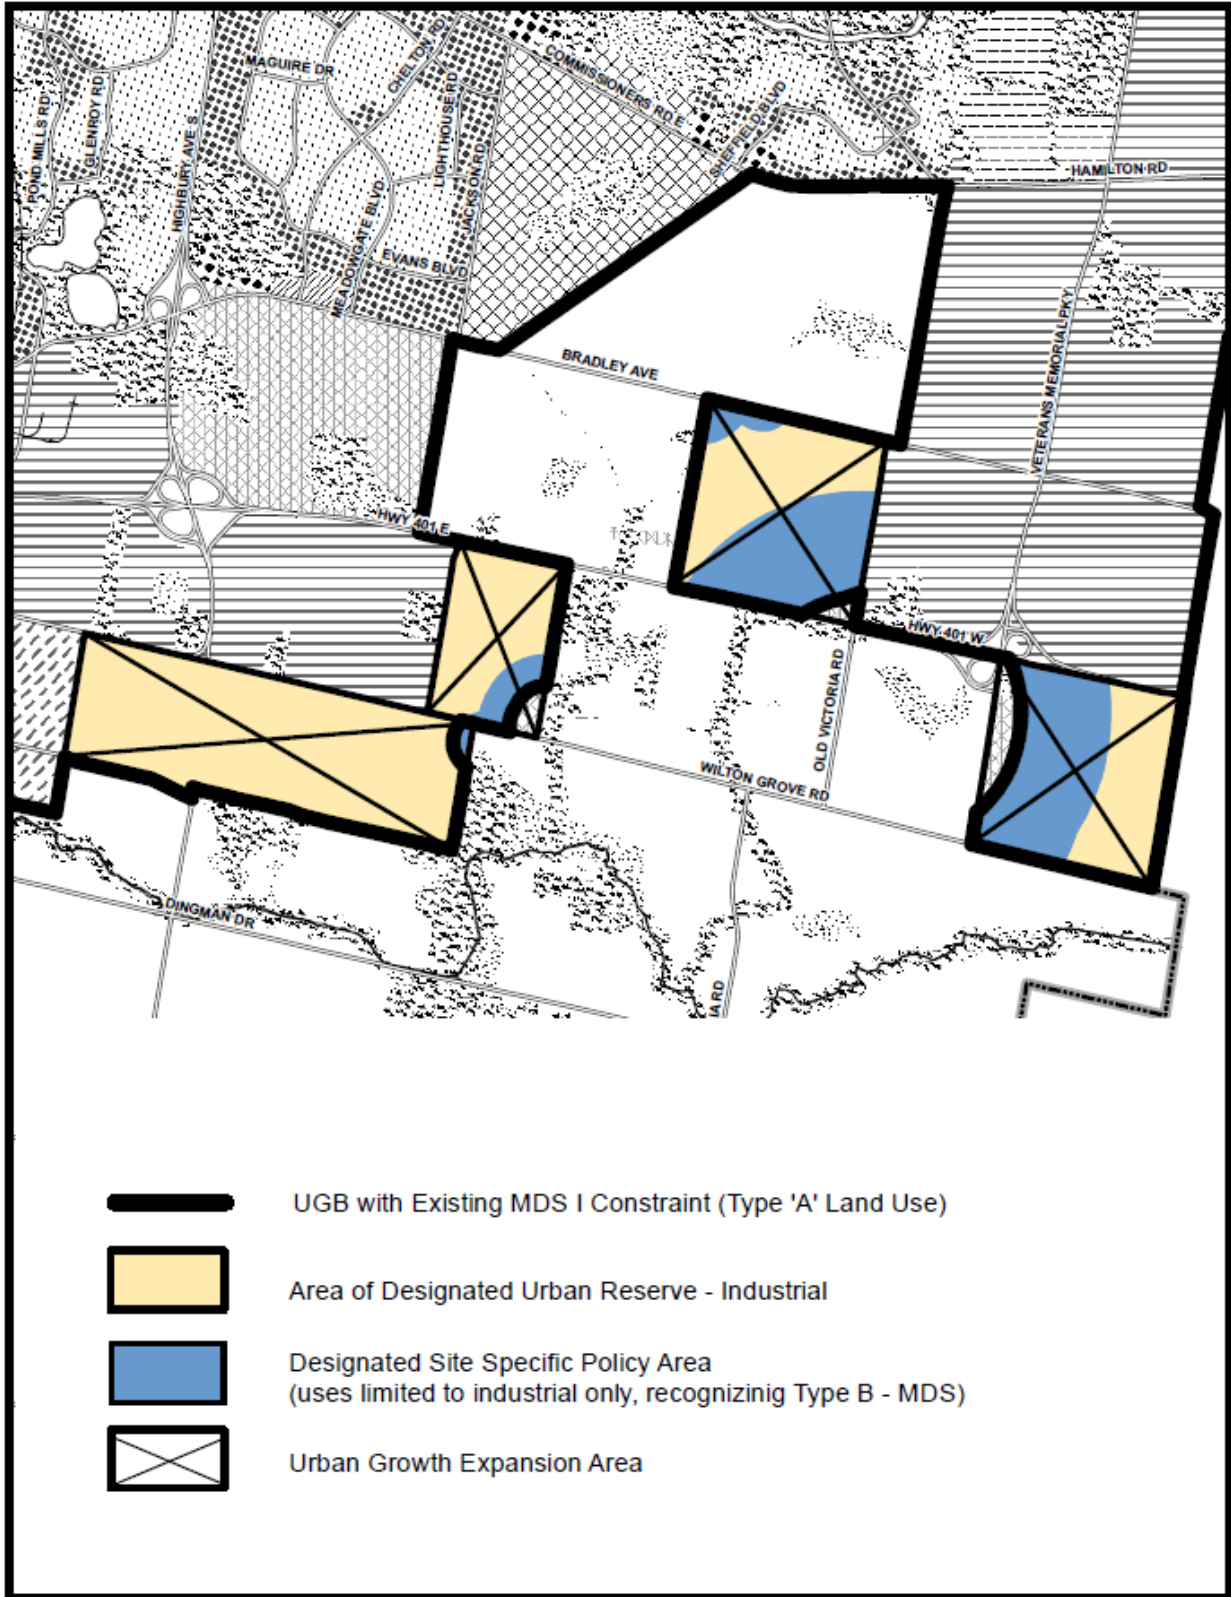 COMMISSIONERS RD E
CHELTON RD
MAGUIRE DR
SHEFFIELD BLVD
LIGHTHOUSE RD
GLENROY RD
POND MILLS RD
HIGHBURY AVE S
JACKSON RD
HAMILTON RD
MEADOWGATE BLVD
EVANS BLVD
VETERANS MEMORIAL PKY
BRADLEY AVE
HWY 401 E
HWY 401 W
OLD VICTORIA RD
WILTON GROVE RD
DINGMAN DR
IA RD
UGB with Existing MDS I Constraint (Type 'A' Land Use)
Area of Designated Urban Reserve - Industrial
Designated Site Specific Policy Area
(uses limited to industrial only, recognizinig Type B - MDS)
Urban Growth Expansion Area